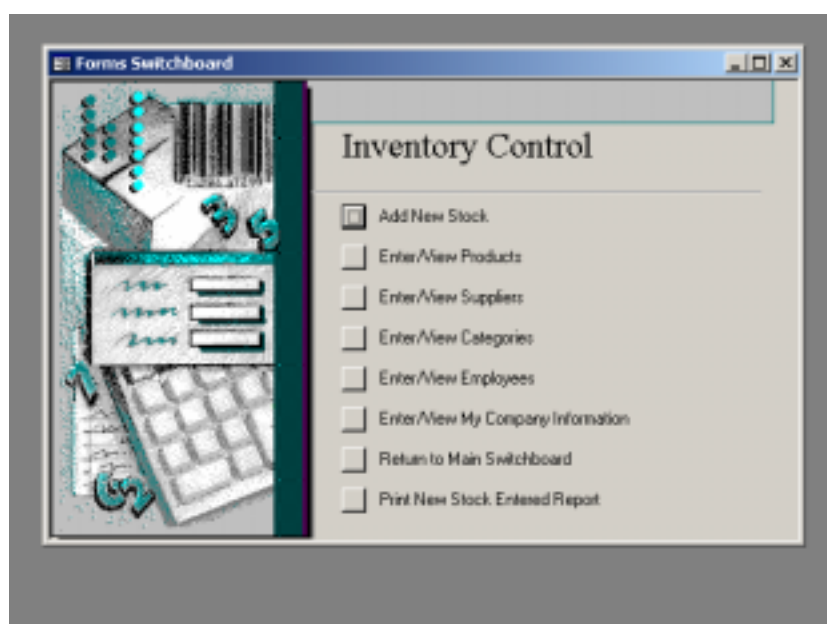 Forms Switchboard
Inventory Control
Add New Stock
Enter/View Products
Enter/View Suppliers
Enter/View Categories
Enter/View Employees
Enter/View My Company Information
Return to Main Switchboard
Print New Stock Entered Report